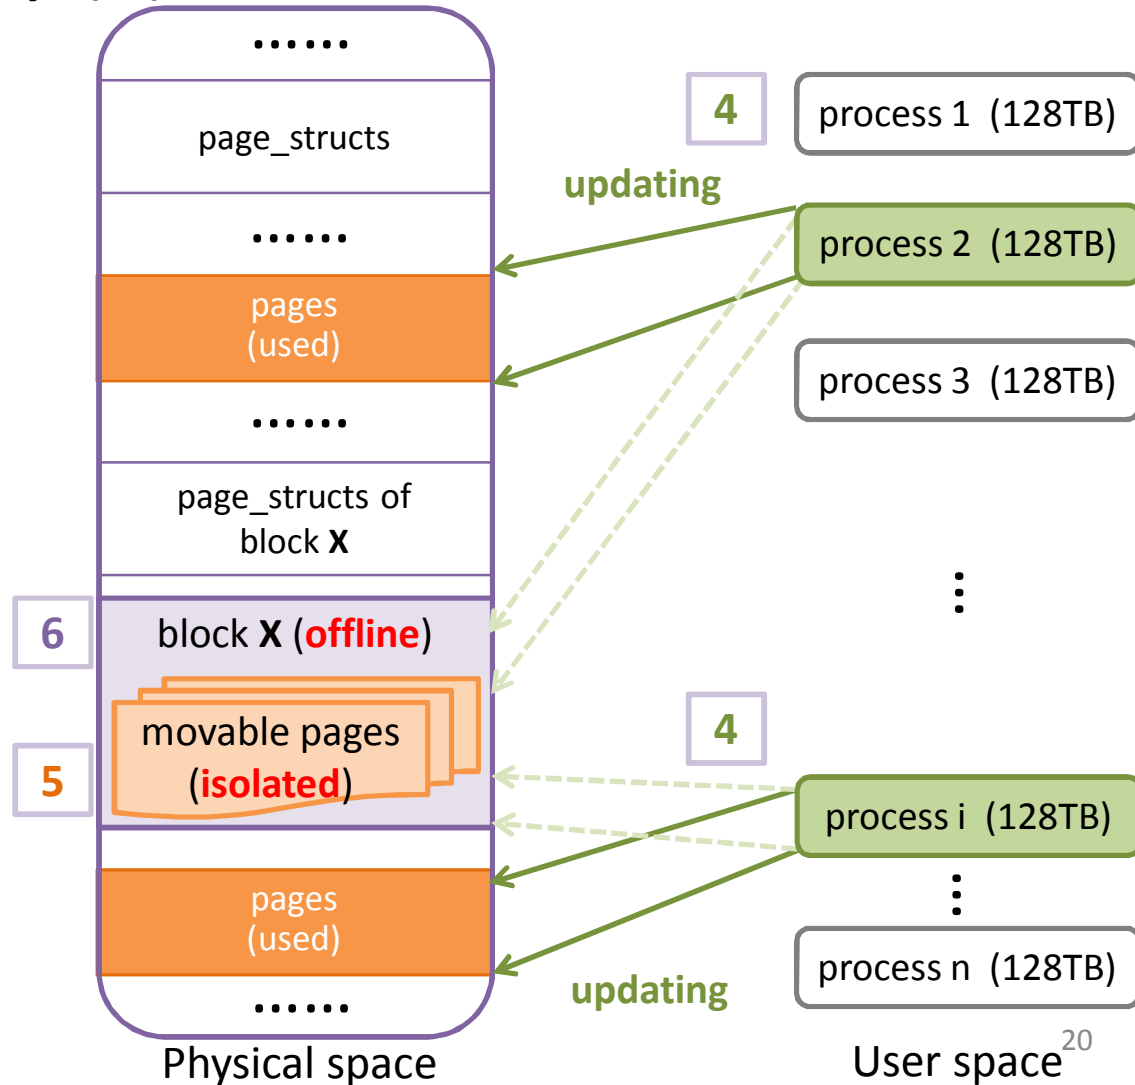 ......
page_structs
......
pages
(used)
......
page_structs of
block X
6
block X (offline)
movable pages
(isolated)
5
pages
(used)
......
Physical space
4
updating
process 1 (128TB)
process 2 (128TB)
process 3 (128TB)
...
4
process i (128TB)
...
process n (128TB)
updating
User space
20